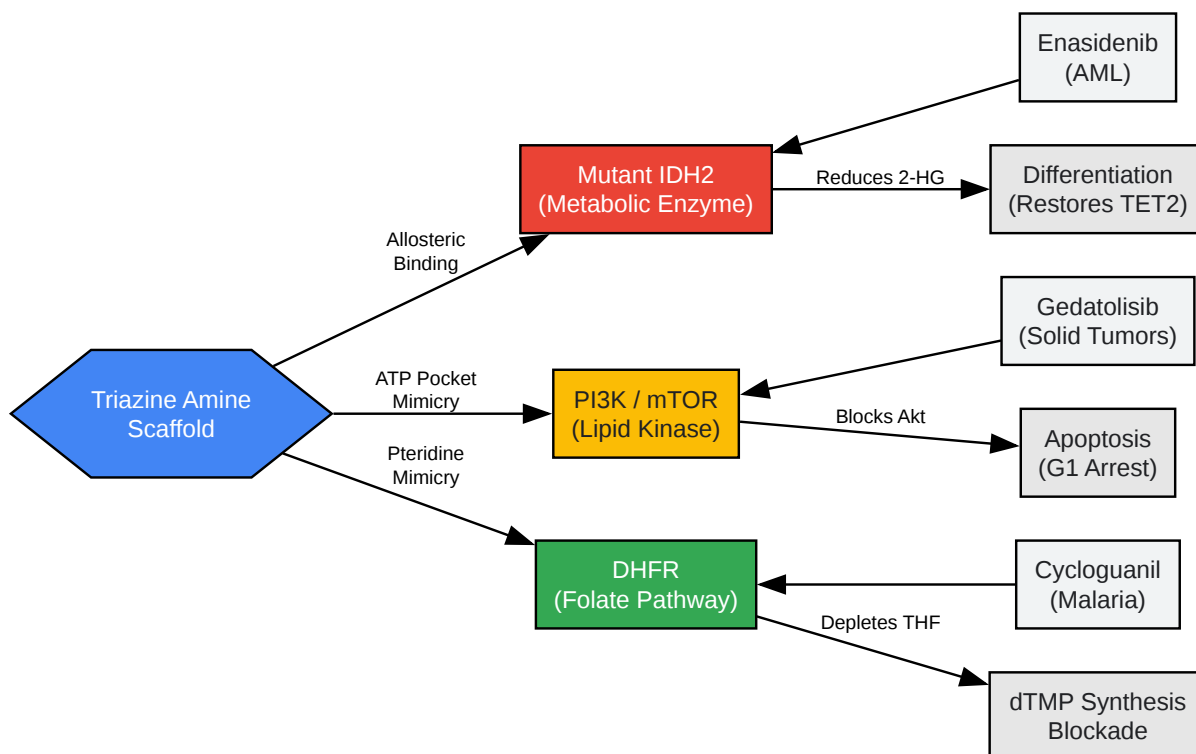 Enasidenib
(AML)
Mutant IDH2
(Metabolic Enzyme)
Reduces 2-HG
Differentiation
(Restores TET2)
Allosteric
Binding
Gedatolisib
(Solid Tumors)
Triazine Amine
Scaffold
ATP Pocket
Mimicry
PI3K / mTOR
(Lipid Kinase)
Blocks Akt
Apoptosis
(G1 Arrest)
Pteridine
Mimicry
DHFR
(Folate Pathway)
Cycloguanil
(Malaria)
Depletes THF
dTMP Synthesis
Blockade